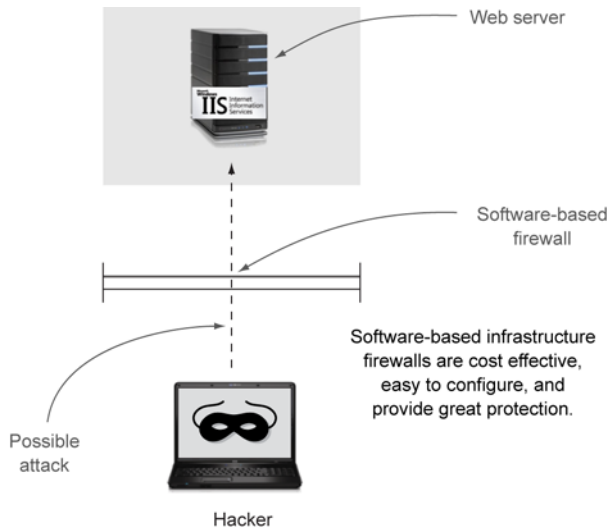 Web server
Windows
IIS Internet
Information
Services
Software-based
firewall
Software-based infrastructure
firewalls are cost effective,
easy to configure, and
provide great protection.
Possible
attack
Hacker